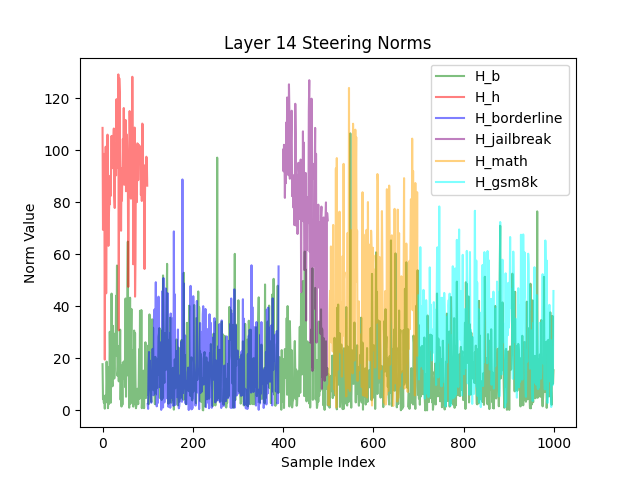 Layer 14 Steering Norms
H_b
H_h
H_borderline
H_jailbreak
H_math
H_gsm8k
120
100
80
60
40
20
0
Norm Value
0 200 400 600 800 1000
Sample Index